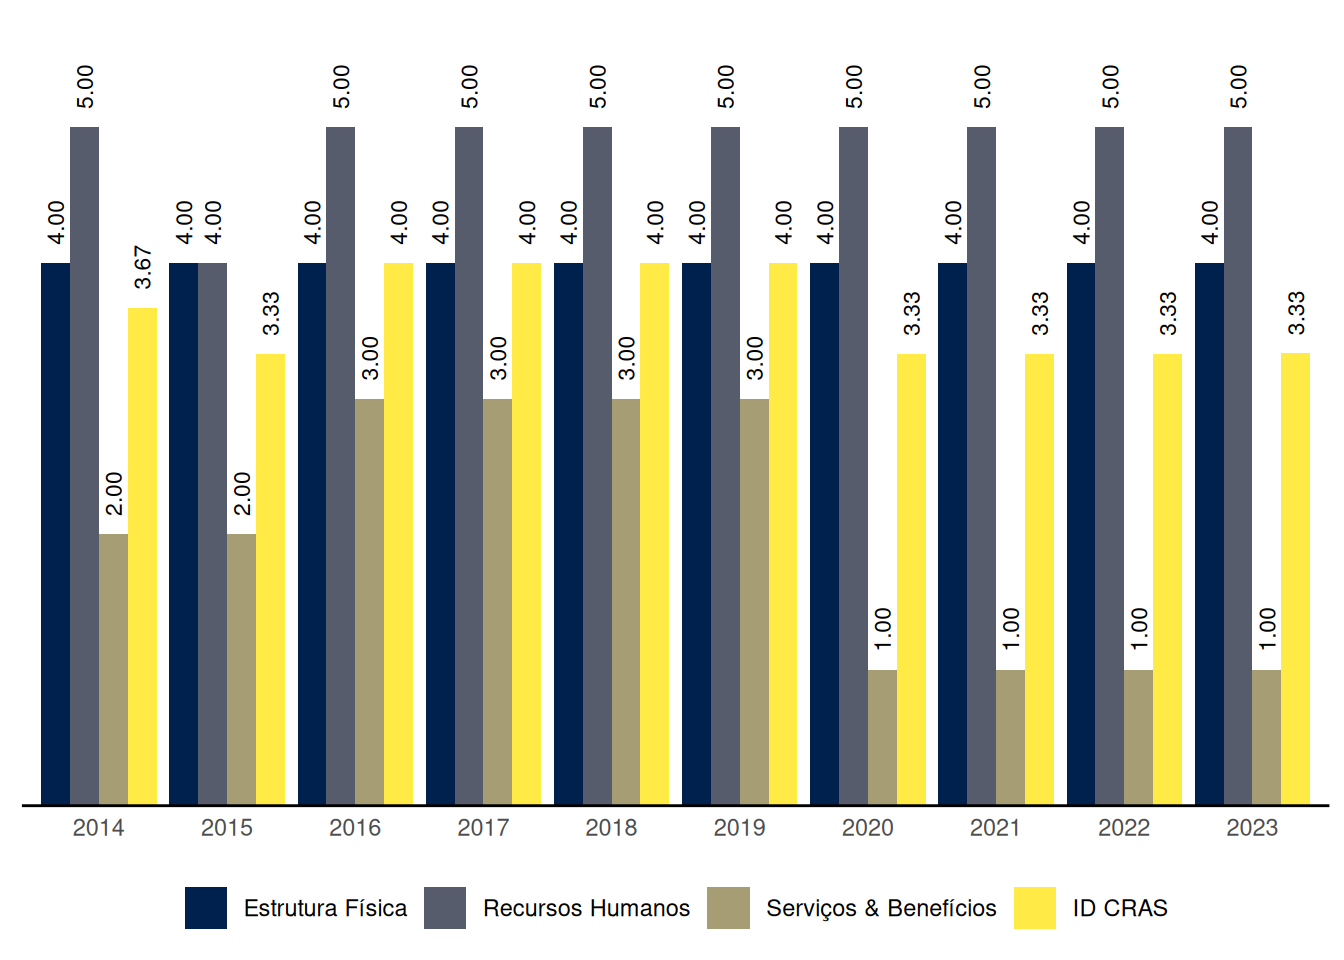 5.00 5.00 5.00 5.00 5.00 5.00 5.00 5.00 5.00
4.00 4.00 4.00 4.00 4.00 4.00 4.00 4.00 4.00 4.00 4.00 4.00 4.00 4.00 4.00
3.67
3.33 3.33 3.33 3.33 3.33
3.00 3.00 3.00 3.00
2.00 2.00
1.00 1.00 1.00 1.00
2014 2015 2016 2017 2018 2019 2020 2021 2022 2023
Estrutura Física Recursos Humanos Serviços & Benefícios ID CRAS